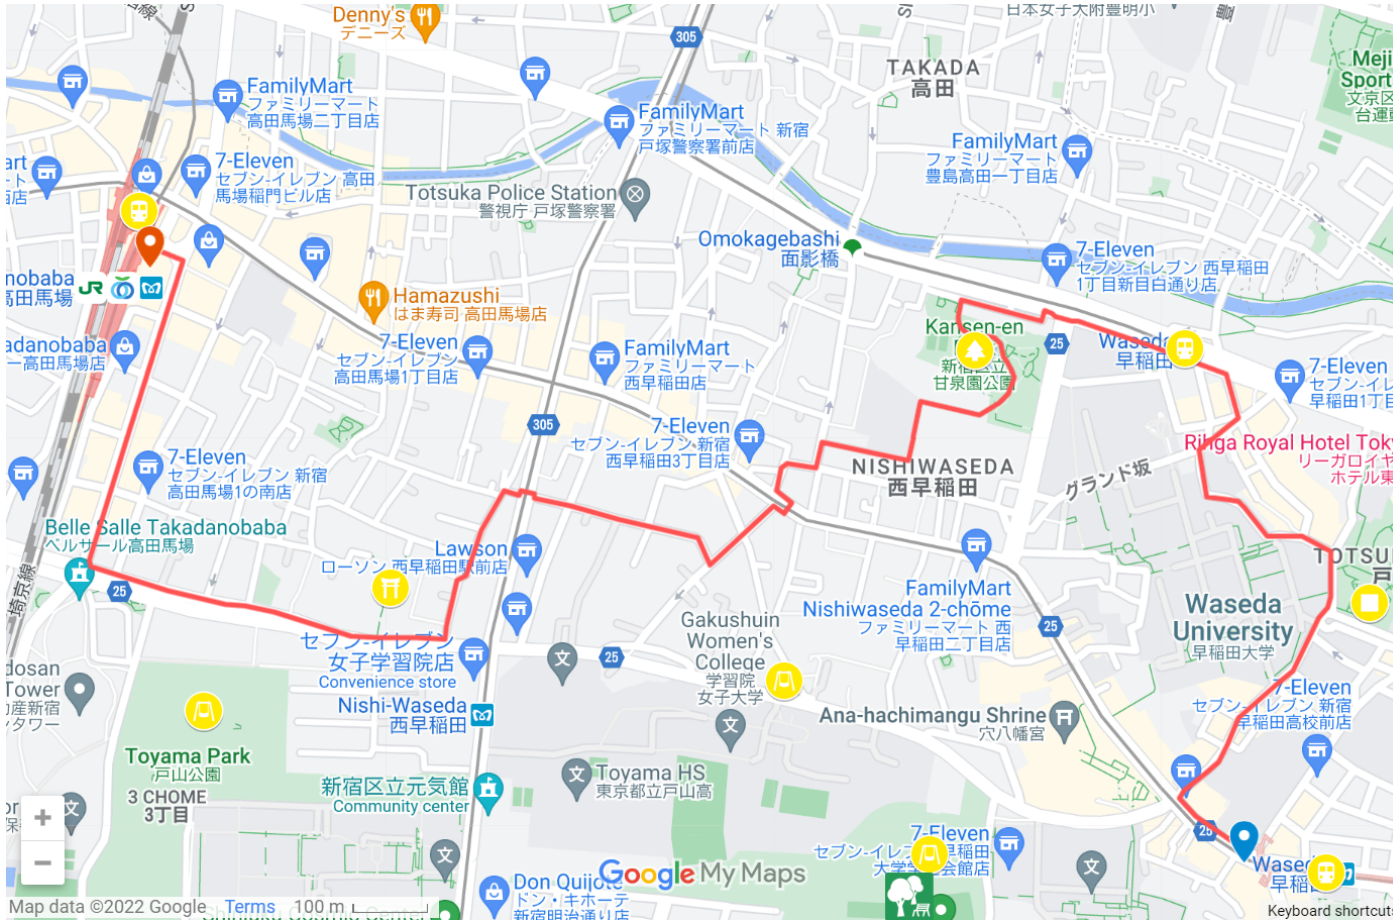 Denny's
デニーズ
305
日本女子大附豊明小
TAKADA
高田
Meji
Sport
文京区
台運動
FamilyMart
ファミリーマート
高田馬場二丁目店
FamilyMart
ファミリーマート 新宿
戸塚警察署前店
FamilyMart
ファミリーマート
豊島高田一丁目店
7-Eleven
セブン-イレブン 高田
馬場稲門ビル店
Totsuka Police Station
警視庁 戸塚警察署
Omokagebashi
面影橋
7-Eleven
セブン-イレブン 西早稲田
1丁目新目白通り店
nobaba
高田馬場
JR
Hamazushi
はま寿司 高田馬場店
Kansen-en
新宿区立
甘泉園公園
25
Waseda
早稲田
adanobaba
ー高田馬場店
7-Eleven
セブン-イレブン
高田馬場1丁目店
FamilyMart
ファミリーマート
西早稲田店
7-Eleven
セブン-イレ
早稲田1丁目
305
7-Eleven
セブン-イレブン 新宿
西早稲田3丁目店
Rihga Royal Hotel Toky
リーガロイヤ
ホテル東
7-Eleven
セブン-イレブン 新宿
高田馬場1の南店
NISHIWASEDA
西早稲田
グランド坂
Belle Salle Takadanobaba
ベルサール高田馬場
Lawson
ローソン 西早稲田駅前店
埼京線
25
TOTSU
戸
FamilyMart
Nishiwaseda 2-chōme
ファミリーマート 西
早稲田二丁目店
Waseda
University
早稲田大学
25
Gakushuin
Women's
College
学習院
女子大学
セブン-イレブン
女子学習院店
Convenience store
25
dosan
Tower
ンタワー
Nishi-Waseda
西早稲田
Ana-hachimangu Shrine
穴八幡宮
7-Eleven
セブン-イレブン 新宿
早稲田高校前店
Toyama Park
戸山公園
3 CHOME
3丁目
新宿区立元気館
Community center
Toyama HS
東京都立戸山高
25
7-Eleven
Waseda
早稲田
Don Quijote
ドン・キホーテ
新宿明治通り店
Google My Maps
+
−
Map data ©2022 Google
Terms
100 m
Keyboard shortcut